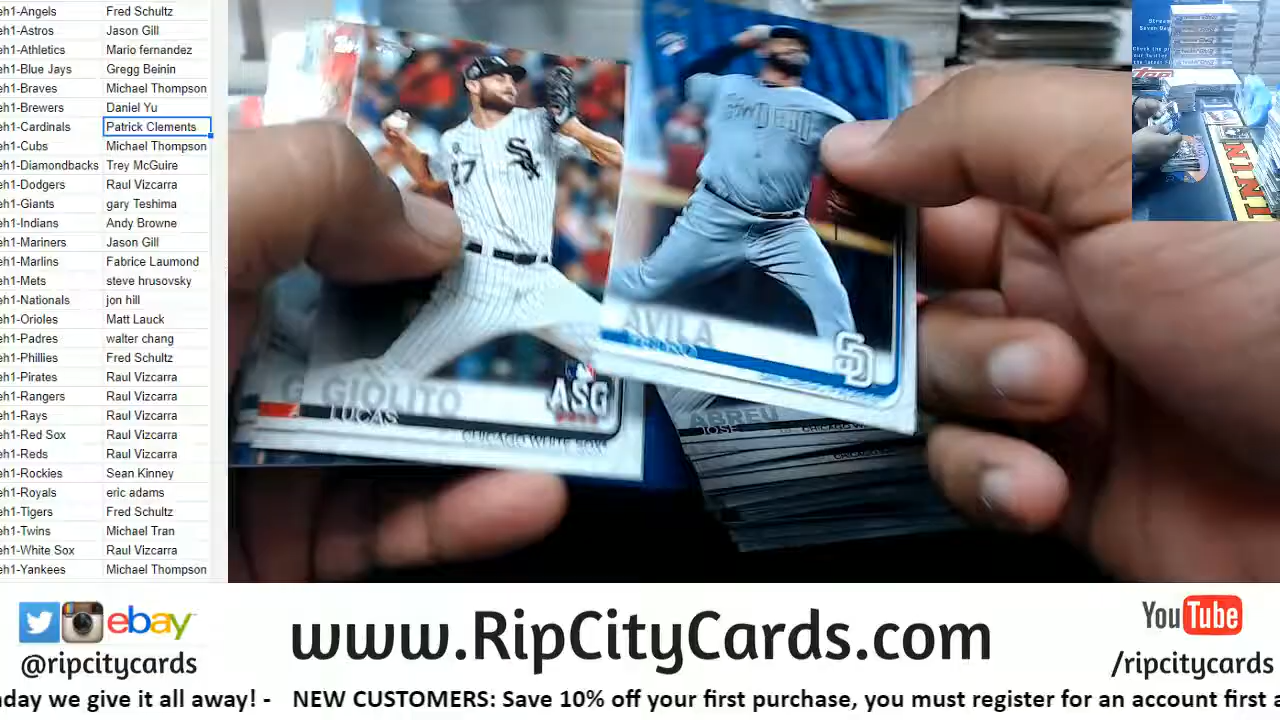 eh1-Angels Fred Schultz
eh1-Astros Jason Gill
eh1-Athletics Mario fernandez
eh1-Blue Jays Gregg Beinin
eh1-Braves Michael Thompson
eh1-Brewers Daniel Yu
eh1-Cardinals Patrick Clements
eh1-Cubs Michael Thompson
eh1-Diamondbacks Trey McGuire
eh1-Dodgers Raul Vizcarra
eh1-Giants gary Teshima
eh1-Indians Andy Browne
eh1-Mariners Jason Gill
eh1-Marlins Fabrice Laumond
eh1-Mets steve hrusovsky
eh1-Nationals jon hill
eh1-Orioles Matt Lauck
eh1-Padres walter chang
eh1-Phillies Fred Schultz
eh1-Pirates Raul Vizcarra
eh1-Rangers Raul Vizcarra
eh1-Rays Raul Vizcarra
eh1-Red Sox Raul Vizcarra
eh1-Reds Raul Vizcarra
eh1-Rockies Sean Kinney
eh1-Royals eric adams
eh1-Tigers Fred Schultz
eh1-Twins Michael Tran
eh1-White Sox Raul Vizcarra
eh1-Yankees Michael Thompson
27
GIOLITO
LUCAS
ASG
CHICAGO WHITE SOX
AVILA
PEDRO
SD
ABREU
JOSE
ebay
@ripcitycards
www.RipCityCards.com
YouTube
/ripcitycards
day we give it all away! - NEW CUSTOMERS: Save 10% off your first purchase, you must register for an account first a